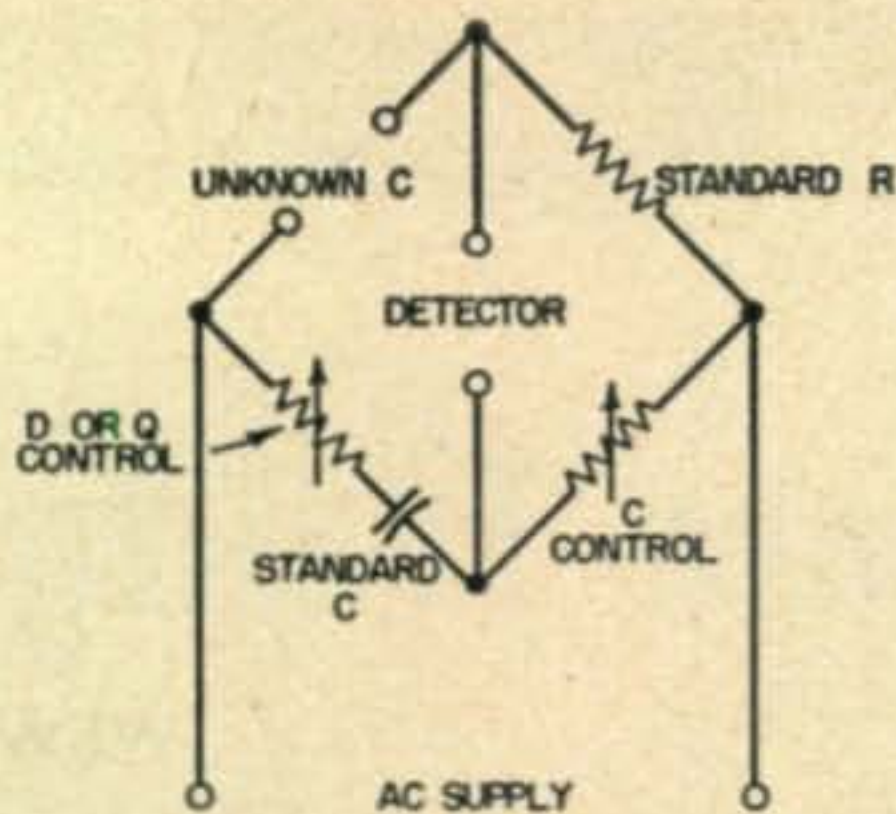 UNKNOWN C
STANDARD R
DETECTOR
D OR Q
CONTROL
STANDARD
C
C
CONTROL
AC SUPPLY